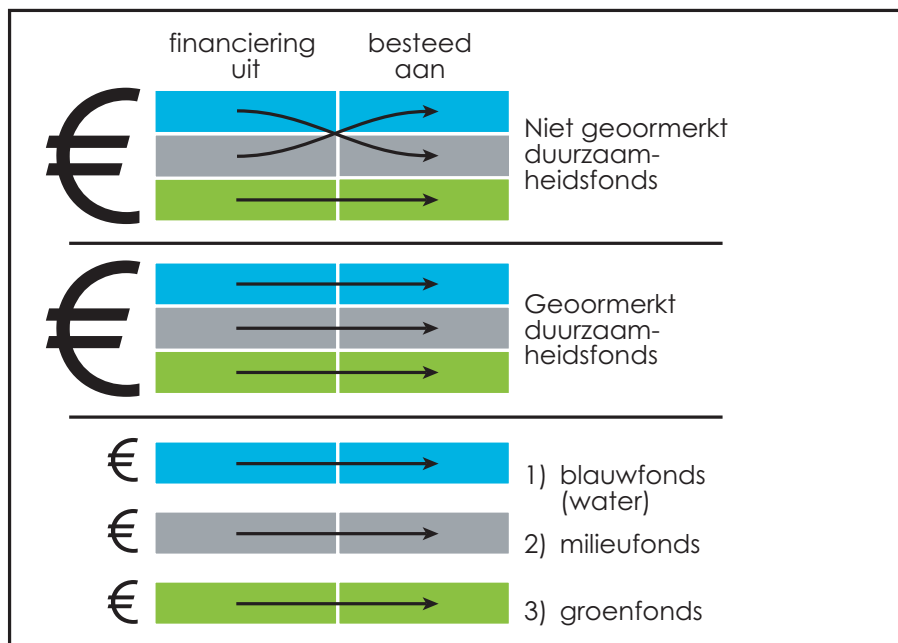 financiering besteed
uit aan
€
Niet geoormerkt
duurzaam-
heidsfonds
€
Geoormerkt
duurzaam-
heidsfonds
€
1) blauwfonds
(water)
€
2) milieufonds
€
3) groenfonds